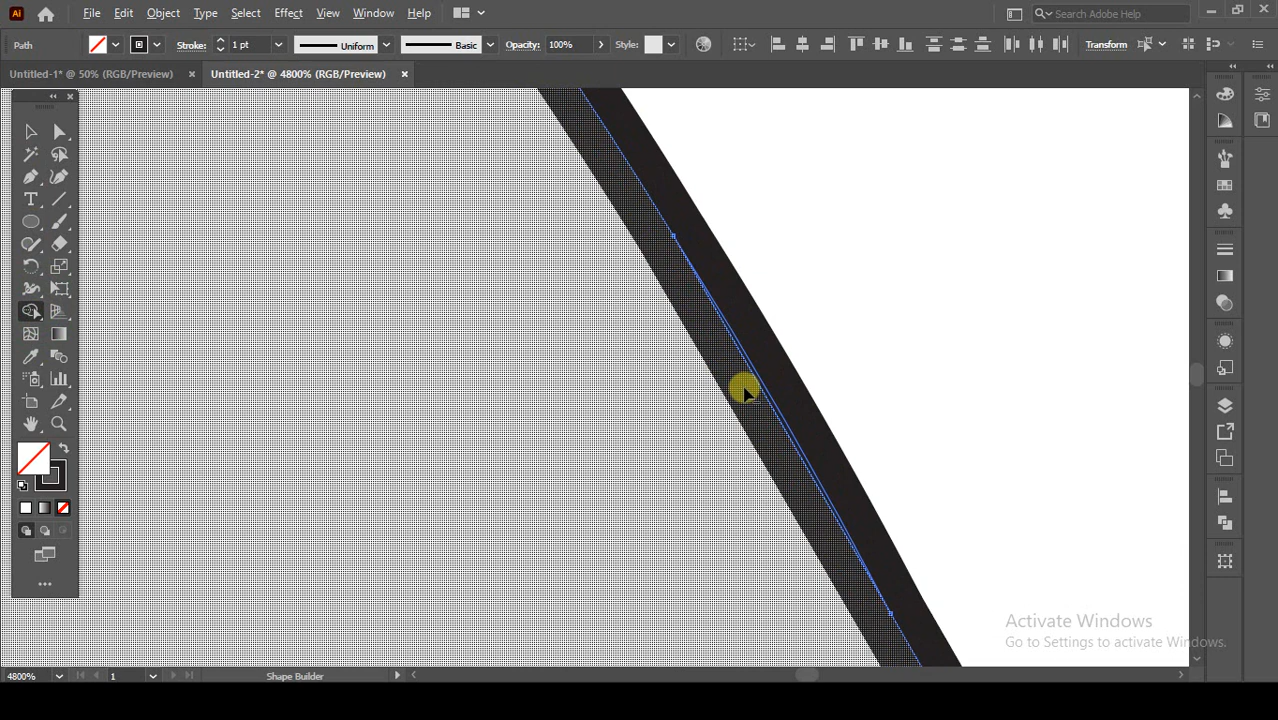 Ai File Edit Object Type Select Effect View Window Help Search Adobe Help
Path Stroke: 1 pt Uniform Basic Opacity: 100% Style: Transform
Untitled-1* @ 50% (RGB/Preview) Untitled-2* @ 4800% (RGB/Preview)
Activate Windows
Go to Settings to activate Windows.
4800% 1 Shape Builder